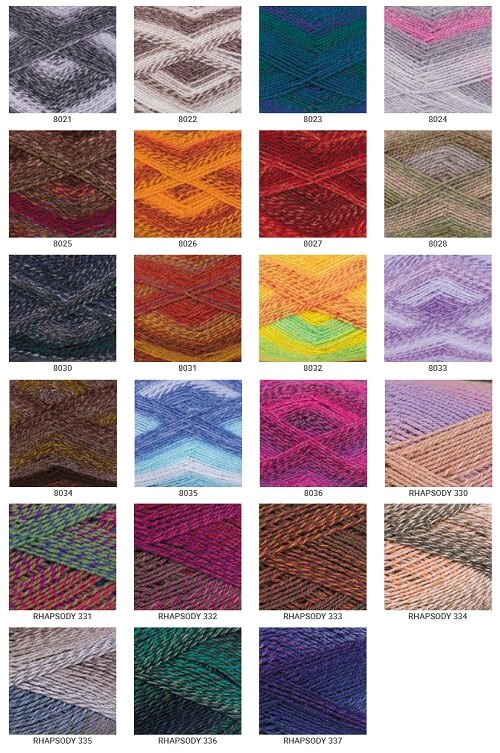 8021
8022
8023
8024
8025
8026
8027
8028
8030
8031
8032
8033
8034
8035
8036
RHAPSODY 330
RHAPSODY 331
RHAPSODY 332
RHAPSODY 333
RHAPSODY 334
RHAPSODY 335
RHAPSODY 336
RHAPSODY 337